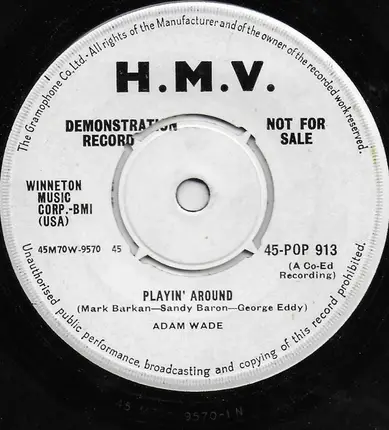 The Gramophone Co. Ltd.- All rights of the Manufacturer and of the owner of the recorded work reserved.
H.M.V.
DEMONSTRATION NOT FOR
RECORD SALE
WINNETON
MUSIC
CORP.-BMI
(USA)
45M70W-9570 45 45-POP 913
(A Co-Ed
Recording)
PLAYIN' AROUND
(Mark Barkan—Sandy Baron—George Eddy)
ADAM WADE
Unauthorised public performance, broadcasting and copying of this record prohibited.
9570-1N